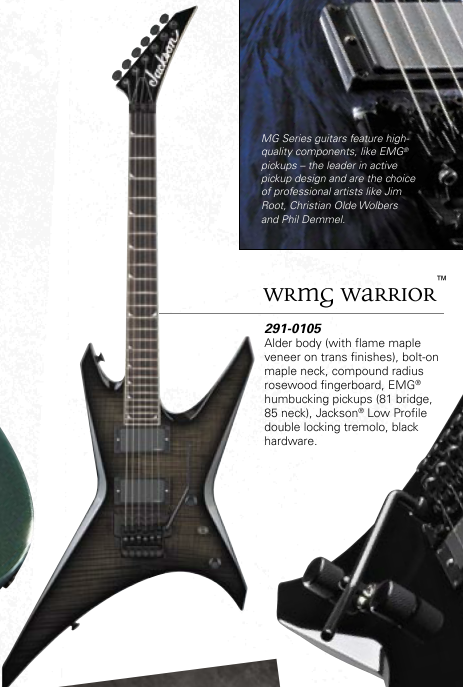 Jackson
MG Series guitars feature high-
quality components, like EMG®
pickups – the leader in active
pickup design and are the choice
of professional artists like Jim
Root, Christian Olde Wolbers
and Phil Demmel.
WRMG WARRIOR™
291-0105
Alder body (with flame maple
veneer on trans finishes), bolt-on
maple neck, compound radius
rosewood fingerboard, EMG®
humbucking pickups (81 bridge,
85 neck), Jackson® Low Profile
double locking tremolo, black
hardware.